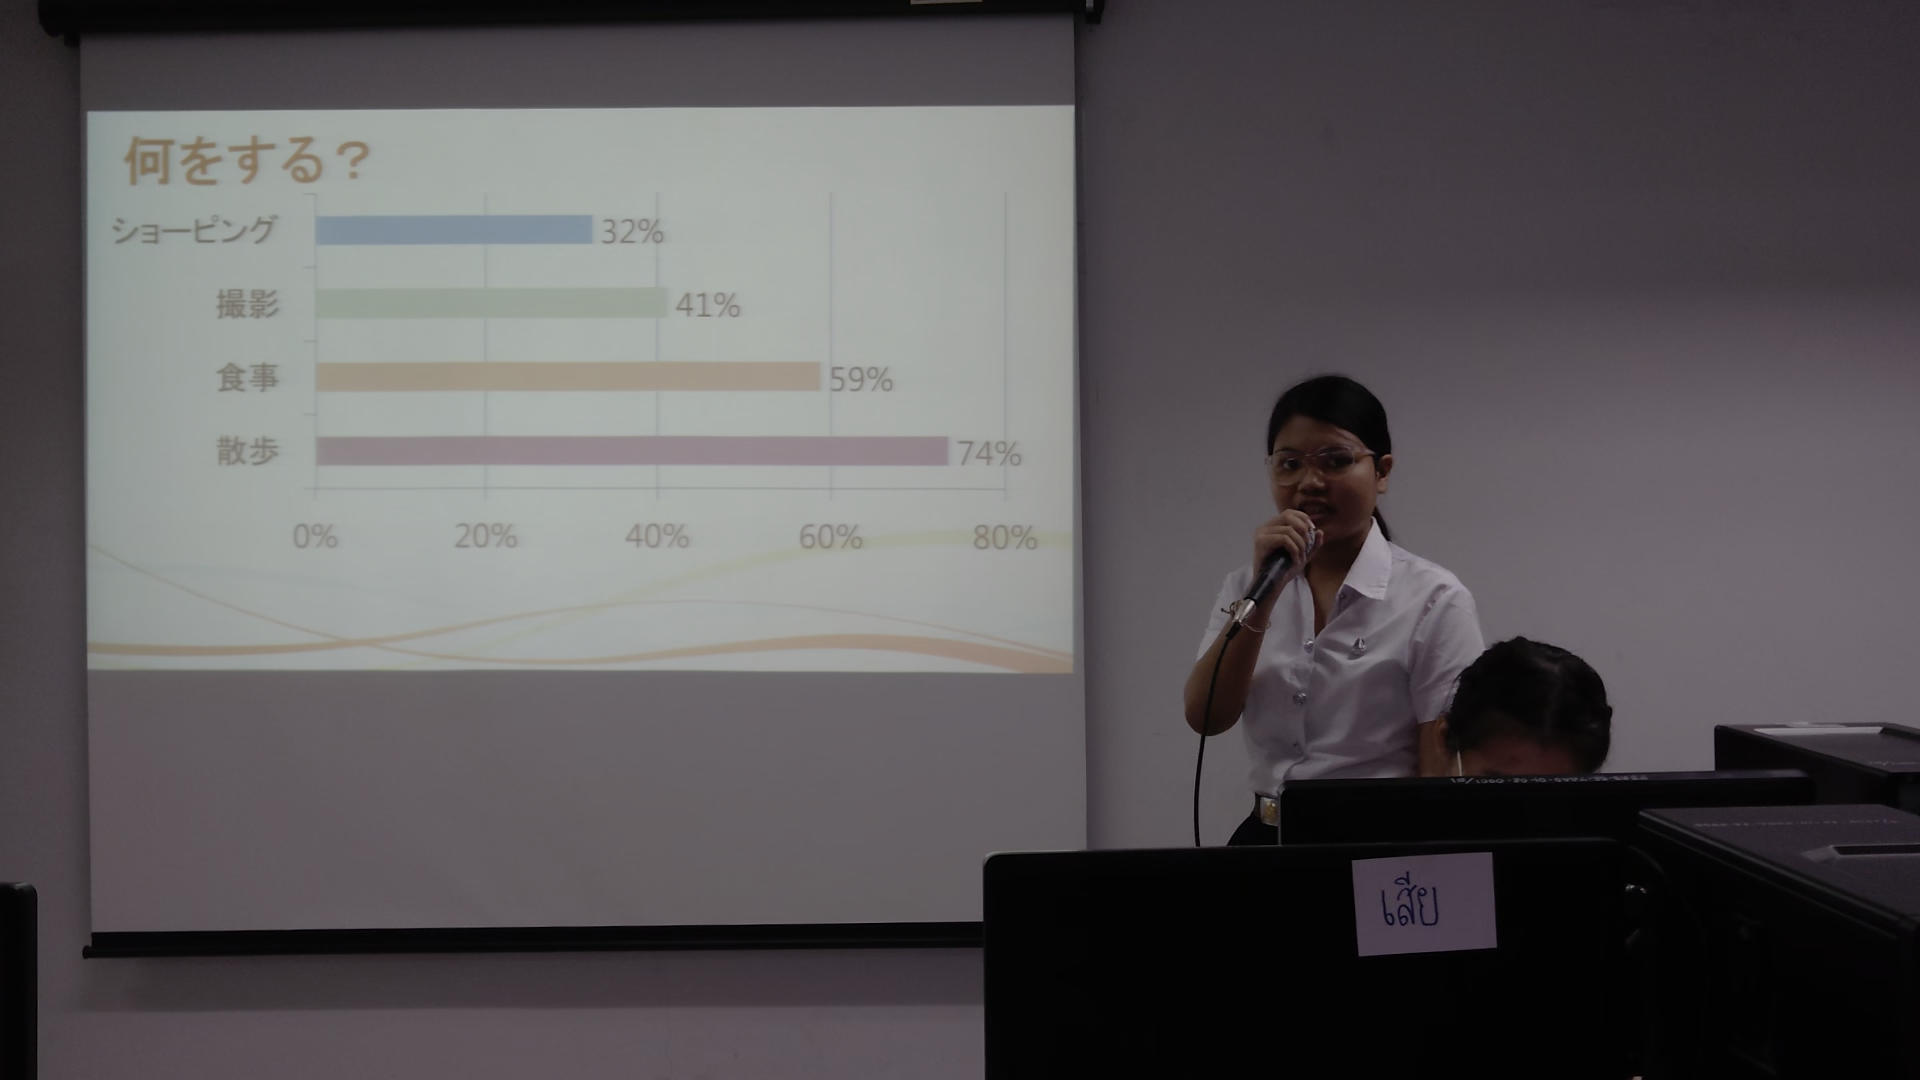 何をする？
ショーピング 32%
撮影 41%
食事 59%
散歩 74%
0% 20% 40% 60% 80%
เสีย